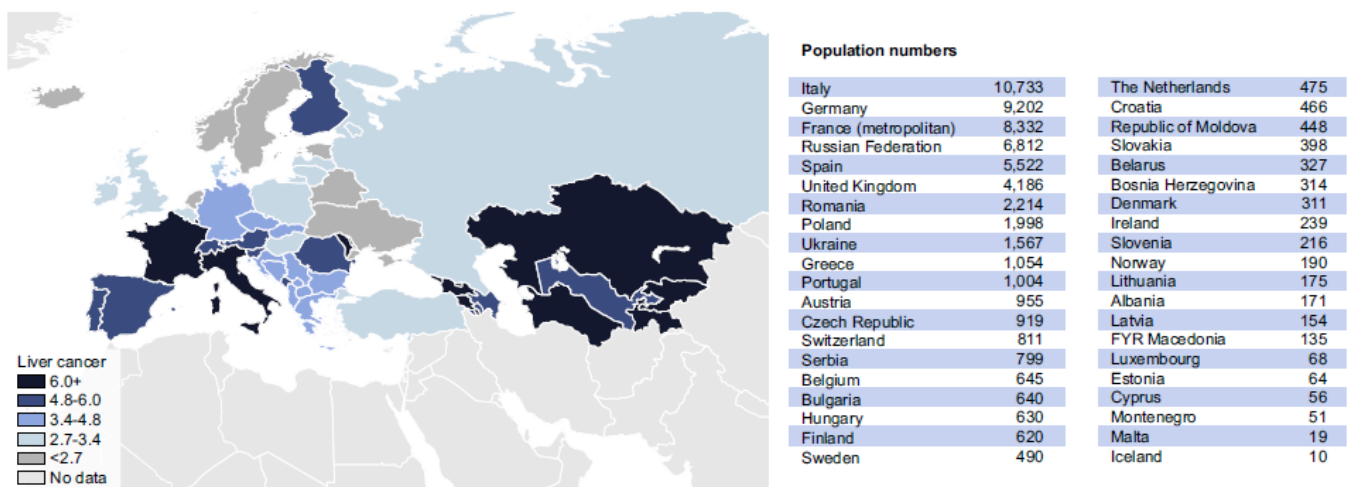 Liver cancer
6.0+
4.8-6.0
3.4-4.8
2.7-3.4
<2.7
No data
Population numbers
Italy 10,733
Germany 9,202
France (metropolitan) 8,332
Russian Federation 6,812
Spain 5,522
United Kingdom 4,186
Romania 2,214
Poland 1,998
Ukraine 1,567
Greece 1,054
Portugal 1,004
Austria 955
Czech Republic 919
Switzerland 811
Serbia 799
Belgium 645
Bulgaria 640
Hungary 630
Finland 620
Sweden 490
The Netherlands 475
Croatia 466
Republic of Moldova 448
Slovakia 398
Belarus 327
Bosnia Herzegovina 314
Denmark 311
Ireland 239
Slovenia 216
Norway 190
Lithuania 175
Albania 171
Latvia 154
FYR Macedonia 135
Luxembourg 68
Estonia 64
Cyprus 56
Montenegro 51
Malta 19
Iceland 10